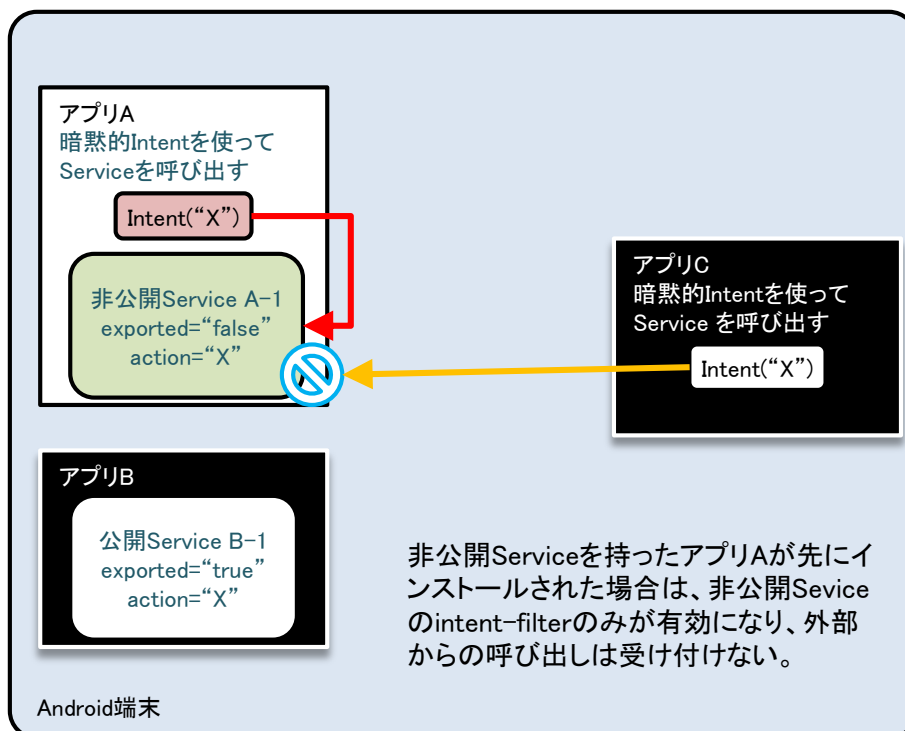 アプリA
暗黙的Intentを使って
Serviceを呼び出す
Intent(“X”)
非公開Service A-1
exported=“false”
action=“X”
アプリC
暗黙的Intentを使って
Service を呼び出す
Intent(“X”)
アプリB
公開Service B-1
exported=“true”
action=“X”
非公開Serviceを持ったアプリAが先にイ
ンストールされた場合は、非公開Sevice
のintent-filterのみが有効になり、外部
からの呼び出しは受け付けない。
Android端末